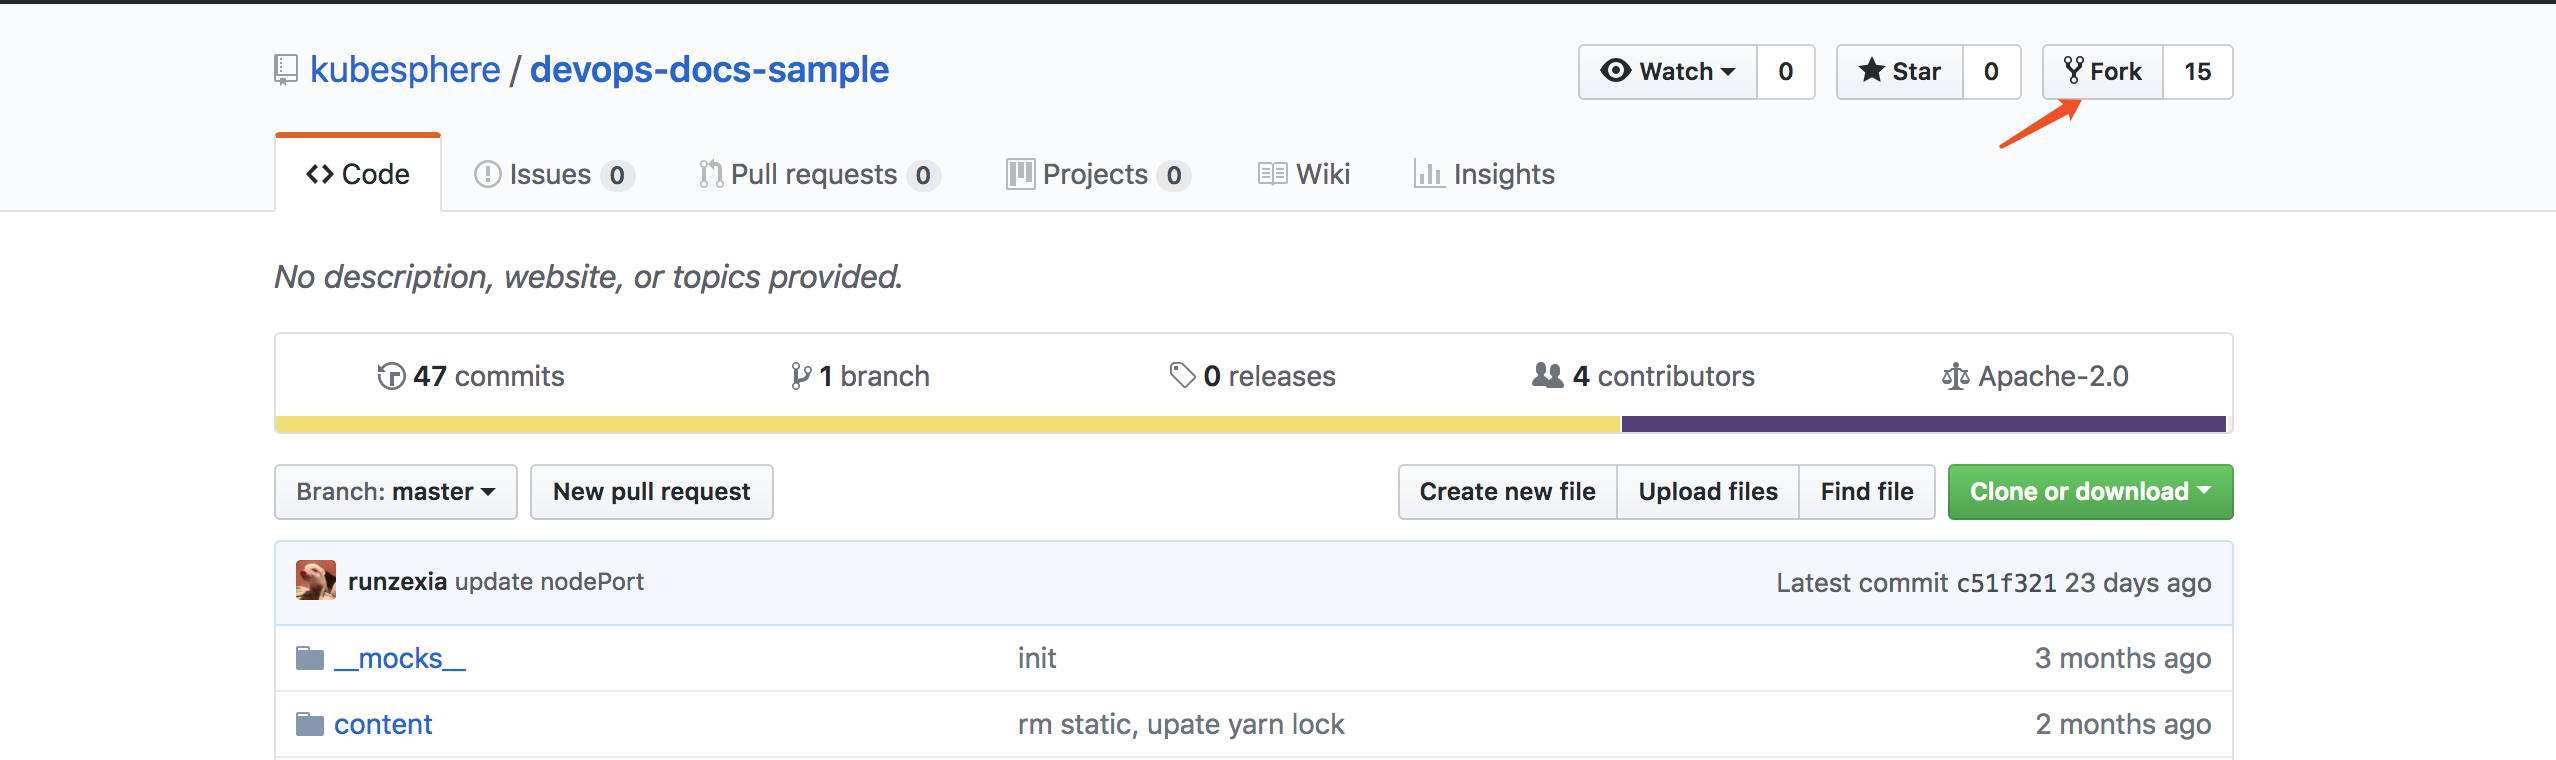 kubesphere / devops-docs-sample
Watch 0 Star 0 Fork 15
Code Issues 0 Pull requests 0 Projects 0 Wiki Insights
No description, website, or topics provided.
47 commits 1 branch 0 releases 4 contributors Apache-2.0
Branch: master New pull request Create new file Upload files Find file Clone or download
runzexia update nodePort Latest commit c51f321 23 days ago
__mocks__ init 3 months ago
content rm static, upate yarn lock 2 months ago